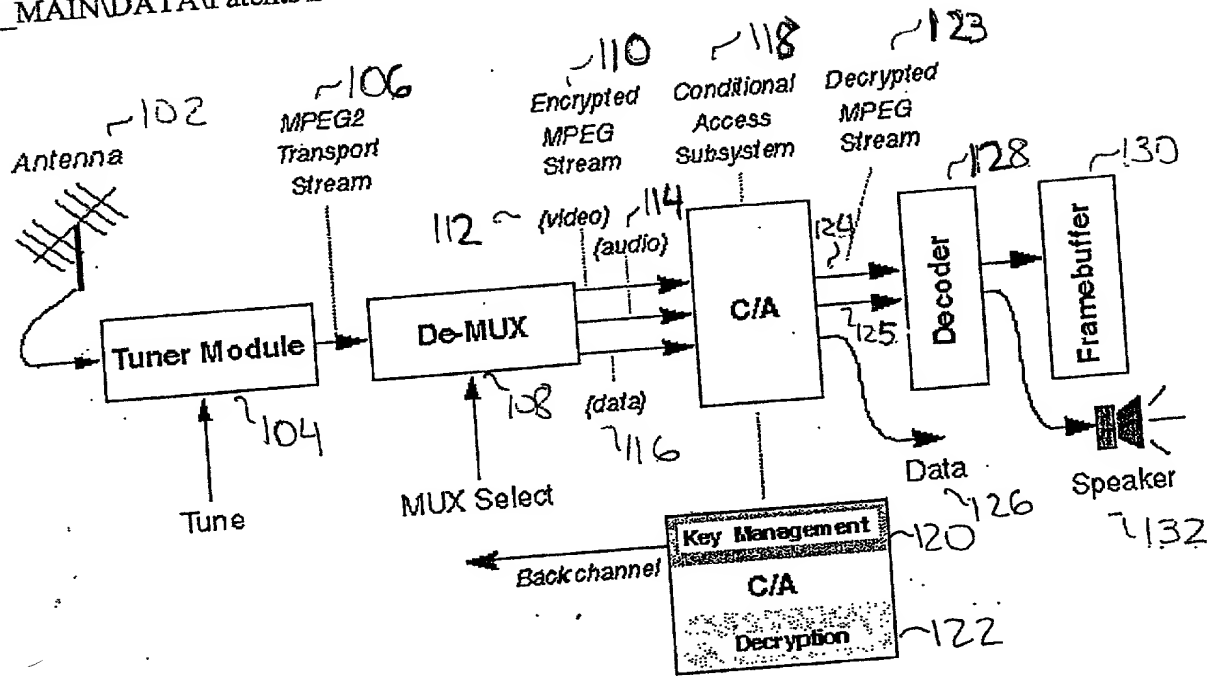 _MAIN\DATA\Patents
102
Antenna
106
MPEG2
Transport
Stream
110
Encrypted
MPEG
Stream
118
Conditional
Access
Subsystem
123
Decrypted
MPEG
Stream
112
{video}
114
{audio}
128
130
Tuner Module
De-MUX
C/A
124
125
Decoder
Framebuffer
104
108
{data}
116
Tune
MUX Select
Data
126
Speaker
132
Back channel
Key Management
120
C/A
Decryption
122